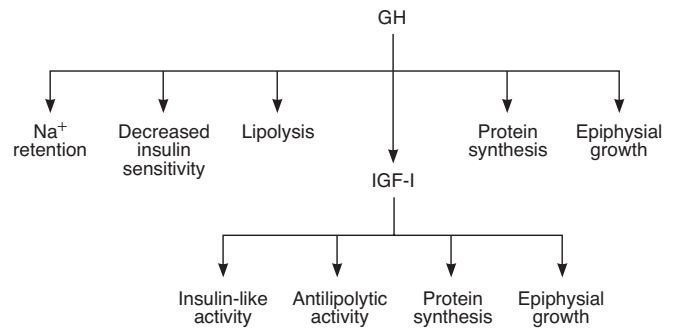 GH
Na+
retention
Decreased
insulin
sensitivity
Lipolysis
Protein
synthesis
Epiphysial
growth
IGF-I
Insulin-like
activity
Antilipolytic
activity
Protein
synthesis
Epiphysial
growth